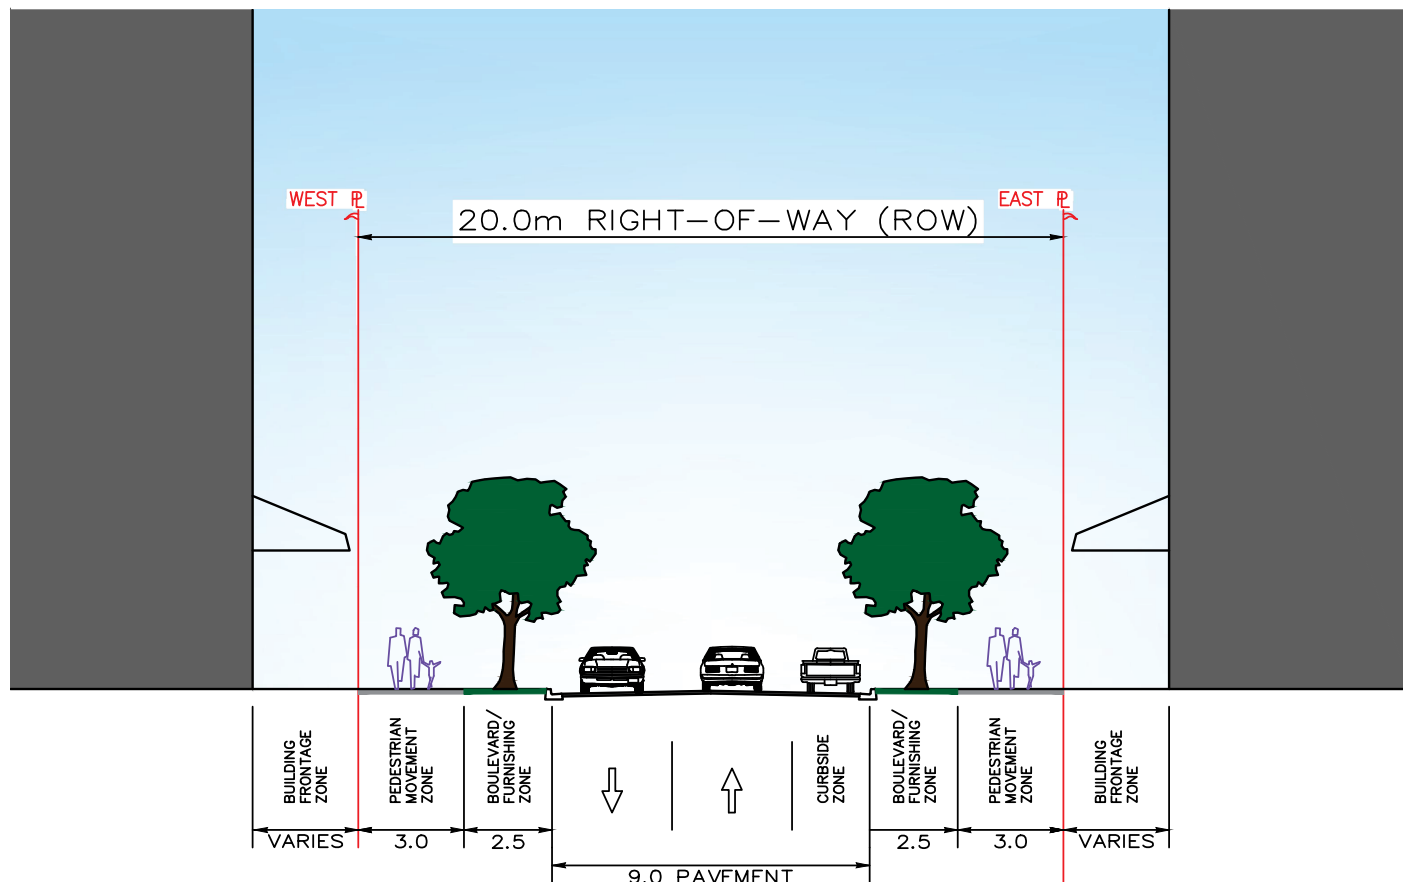 WEST ⅊
EAST ⅊
20.0m RIGHT-OF-WAY (ROW)
BUILDING
FRONTAGE
ZONE
PEDESTRIAN
MOVEMENT
ZONE
BOULEVARD/
FURNISHING
ZONE
CURBSIDE
ZONE
BOULEVARD/
FURNISHING
ZONE
PEDESTRIAN
MOVEMENT
ZONE
BUILDING
FRONTAGE
ZONE
VARIES
3.0
2.5
2.5
3.0
VARIES
9.0 PAVEMENT